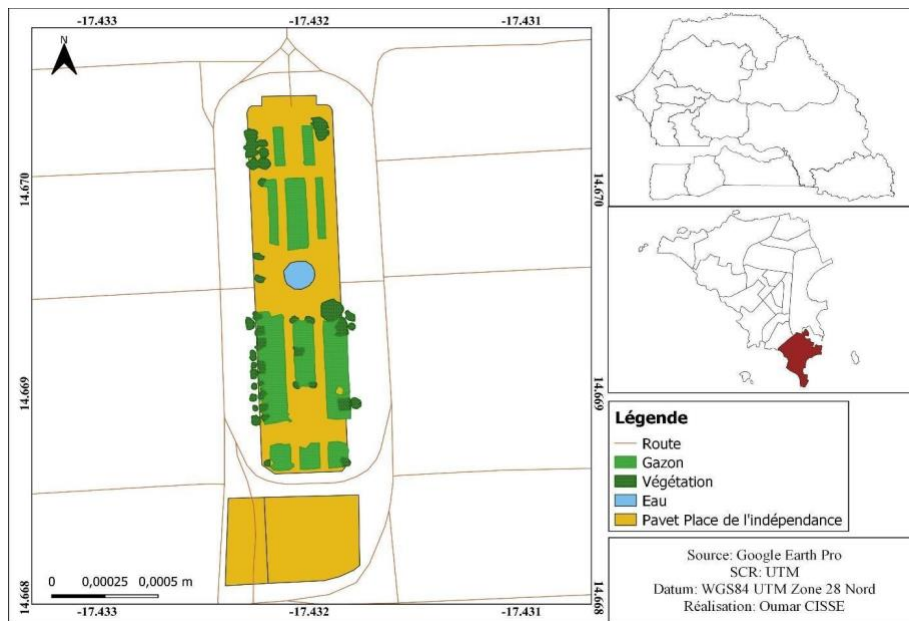 -17.433 -17.432 -17.431
N
14.670 14.670
14.669 14.669
14.668 14.668
0 0,00025 0,0005 m
-17.433 -17.432 -17.431
Légende
Route
Gazon
Végétation
Eau
Pavet Place de l'indépendance
Source: Google Earth Pro
SCR: UTM
Datum: WGS84 UTM Zone 28 Nord
Réalisation: Oumar CISSE